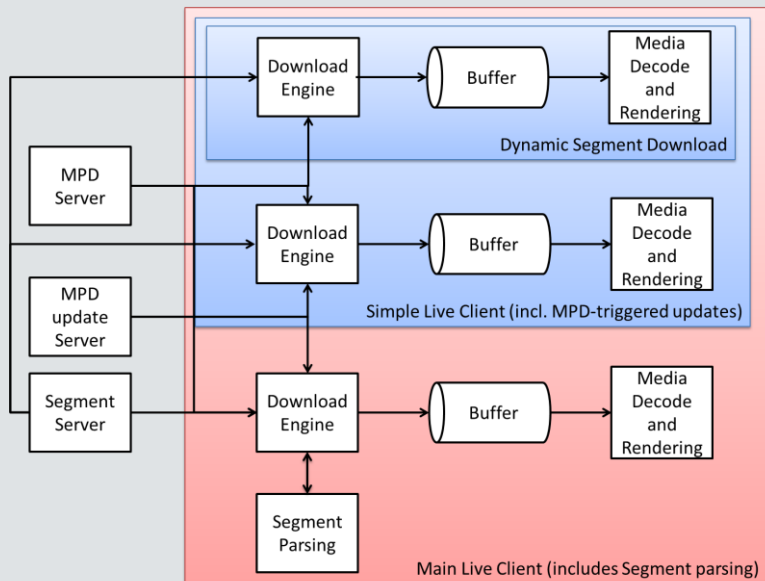 Download
Engine
Buffer
Media
Decode
and
Rendering
Dynamic Segment Download
MPD
Server
Download
Engine
Buffer
Media
Decode
and
Rendering
MPD
update
Server
Simple Live Client (incl. MPD-triggered updates)
Segment
Server
Download
Engine
Buffer
Media
Decode
and
Rendering
Segment
Parsing
Main Live Client (includes Segment parsing)